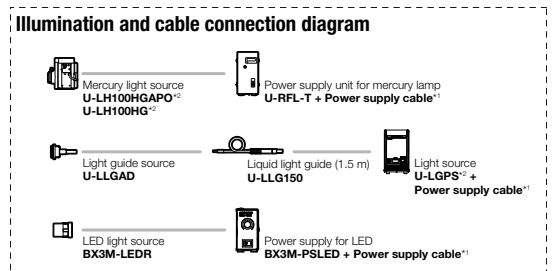 Illumination and cable connection diagram
Mercury light source
U-LH100HGAPO*2
U-LH100HG*2
Power supply unit for mercury lamp
U-RFL-T + Power supply cable*1
Light guide source
U-LLGAD
Liquid light guide (1.5 m)
U-LLG150
Light source
U-LGPS*2 +
Power supply cable*1
LED light source
BX3M-LEDR
Power supply for LED
BX3M-PSLED + Power supply cable*1